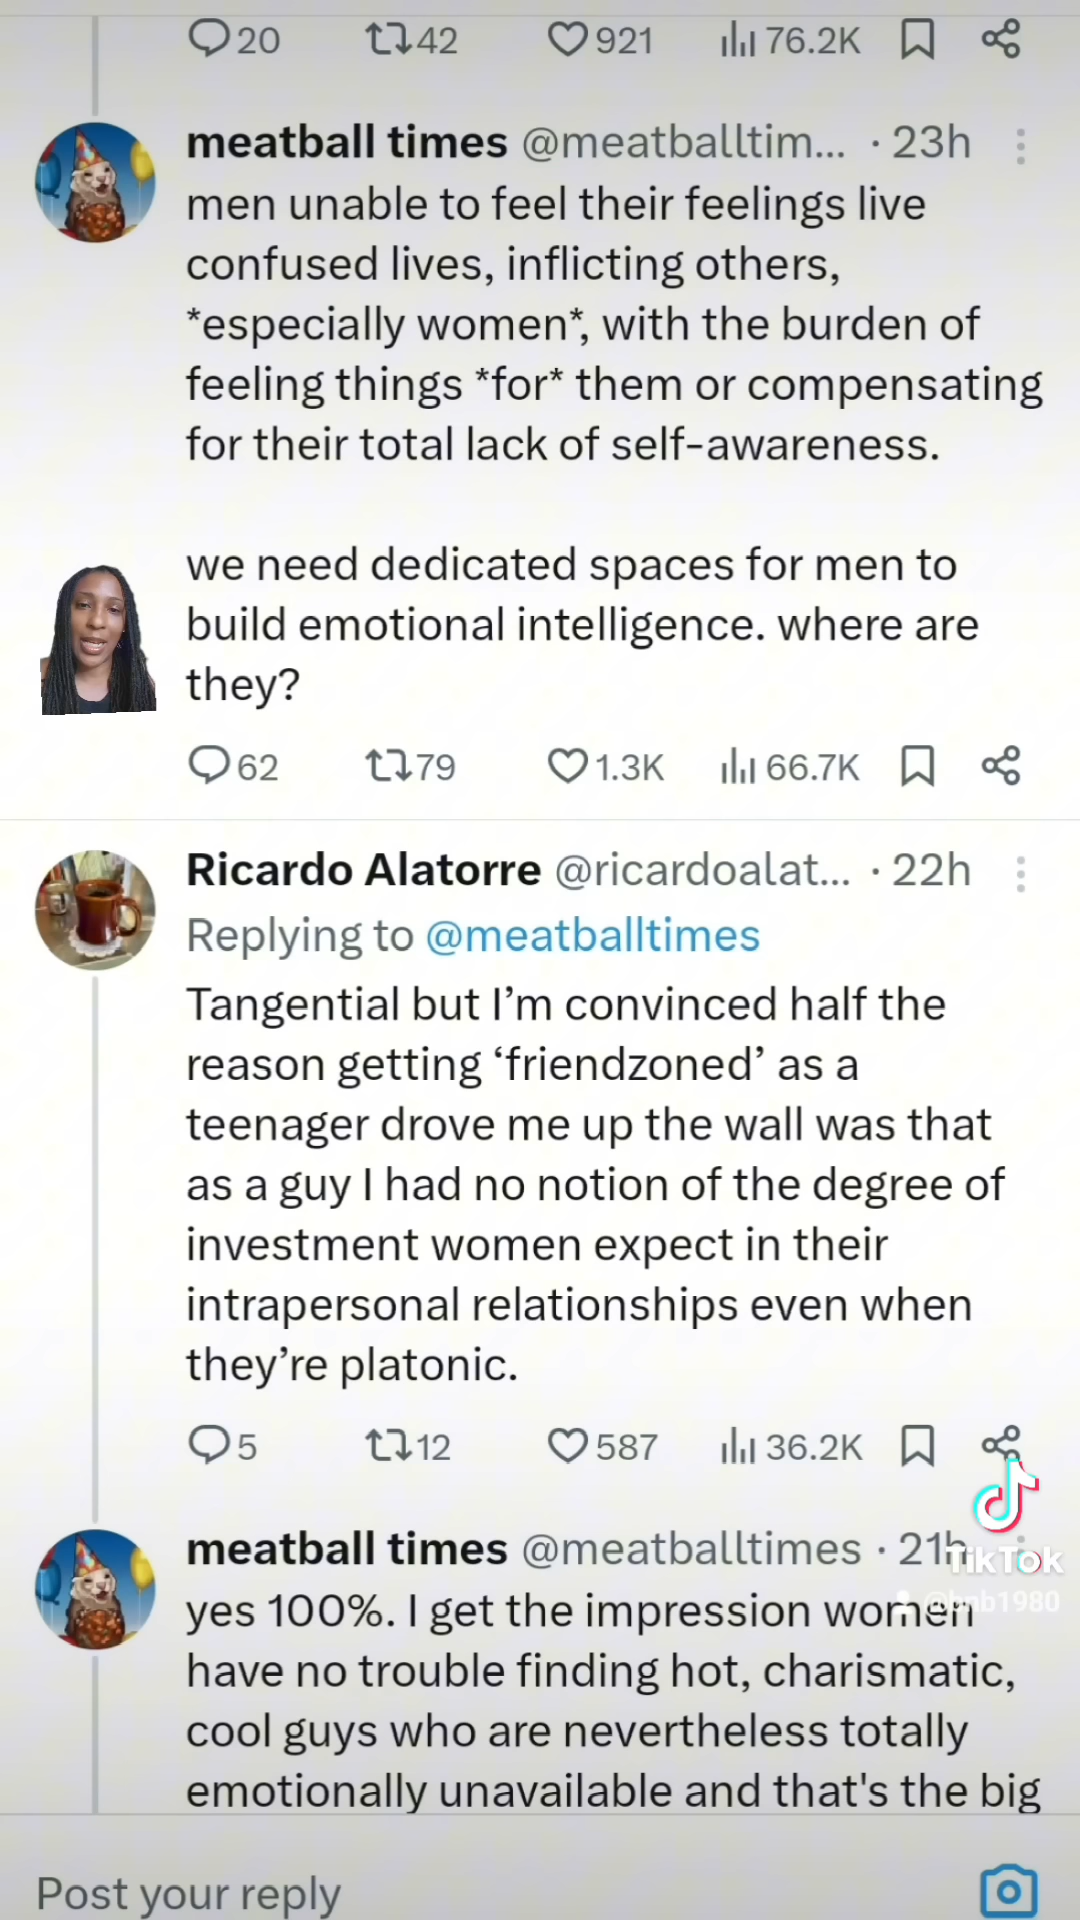 20 42 921 76.2K
meatball times @meatballtim... · 23h
men unable to feel their feelings live
confused lives, inflicting others,
*especially women*, with the burden of
feeling things *for* them or compensating
for their total lack of self-awareness.
we need dedicated spaces for men to
build emotional intelligence. where are
they?
62 79 1.3K 66.7K
Ricardo Alatorre @ricardoalat... · 22h
Replying to @meatballtimes
Tangential but I’m convinced half the
reason getting ‘friendzoned’ as a
teenager drove me up the wall was that
as a guy I had no notion of the degree of
investment women expect in their
intrapersonal relationships even when
they’re platonic.
5 12 587 36.2K
meatball times @meatballtimes · 21h
TikTok
yes 100%. I get the impression women
@bnb1980
have no trouble finding hot, charismatic,
cool guys who are nevertheless totally
emotionally unavailable and that's the big
Post your reply